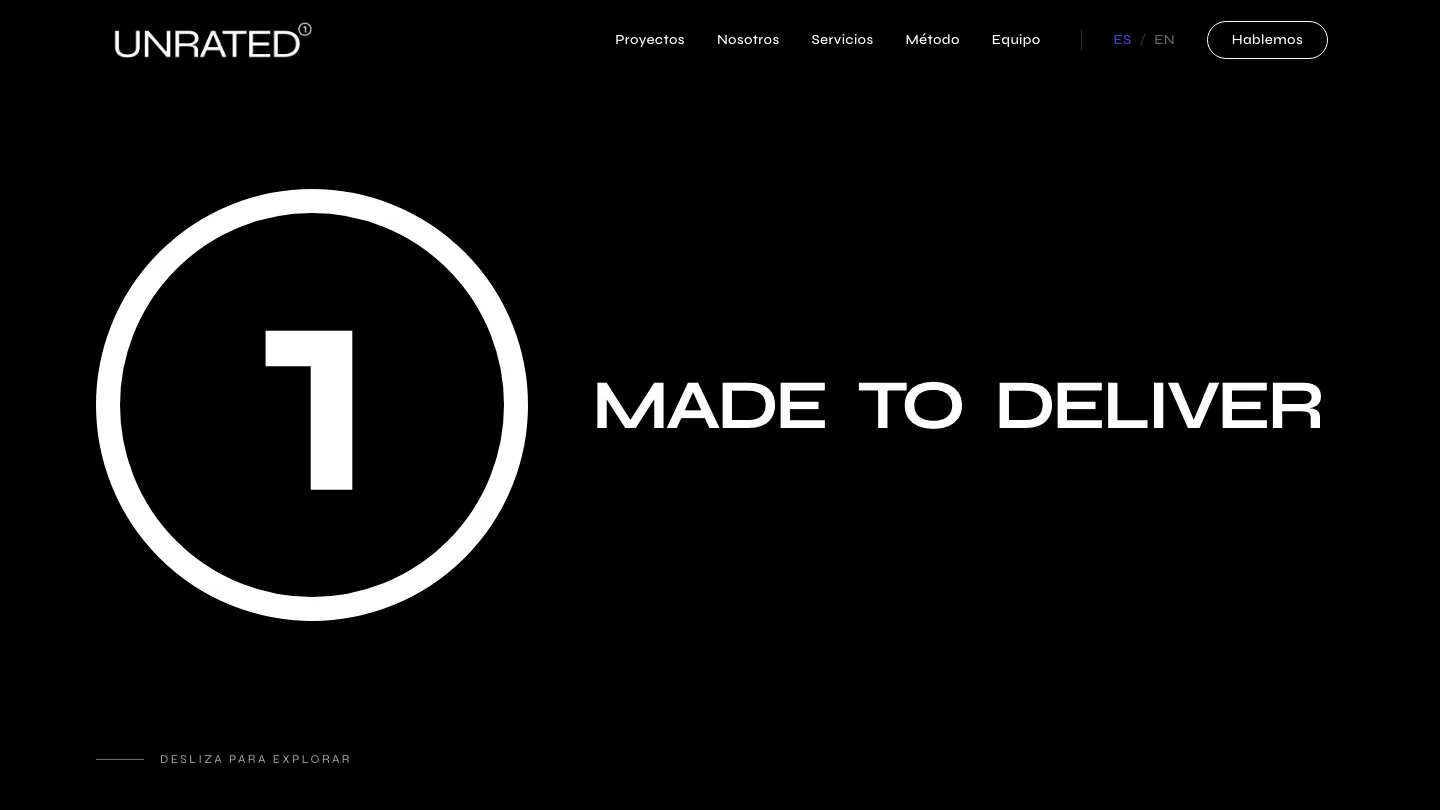 UNRATED①
Proyectos Nosotros Servicios Método Equipo ES / EN Hablemos
1
MADE TO DELIVER
DESLIZA PARA EXPLORAR